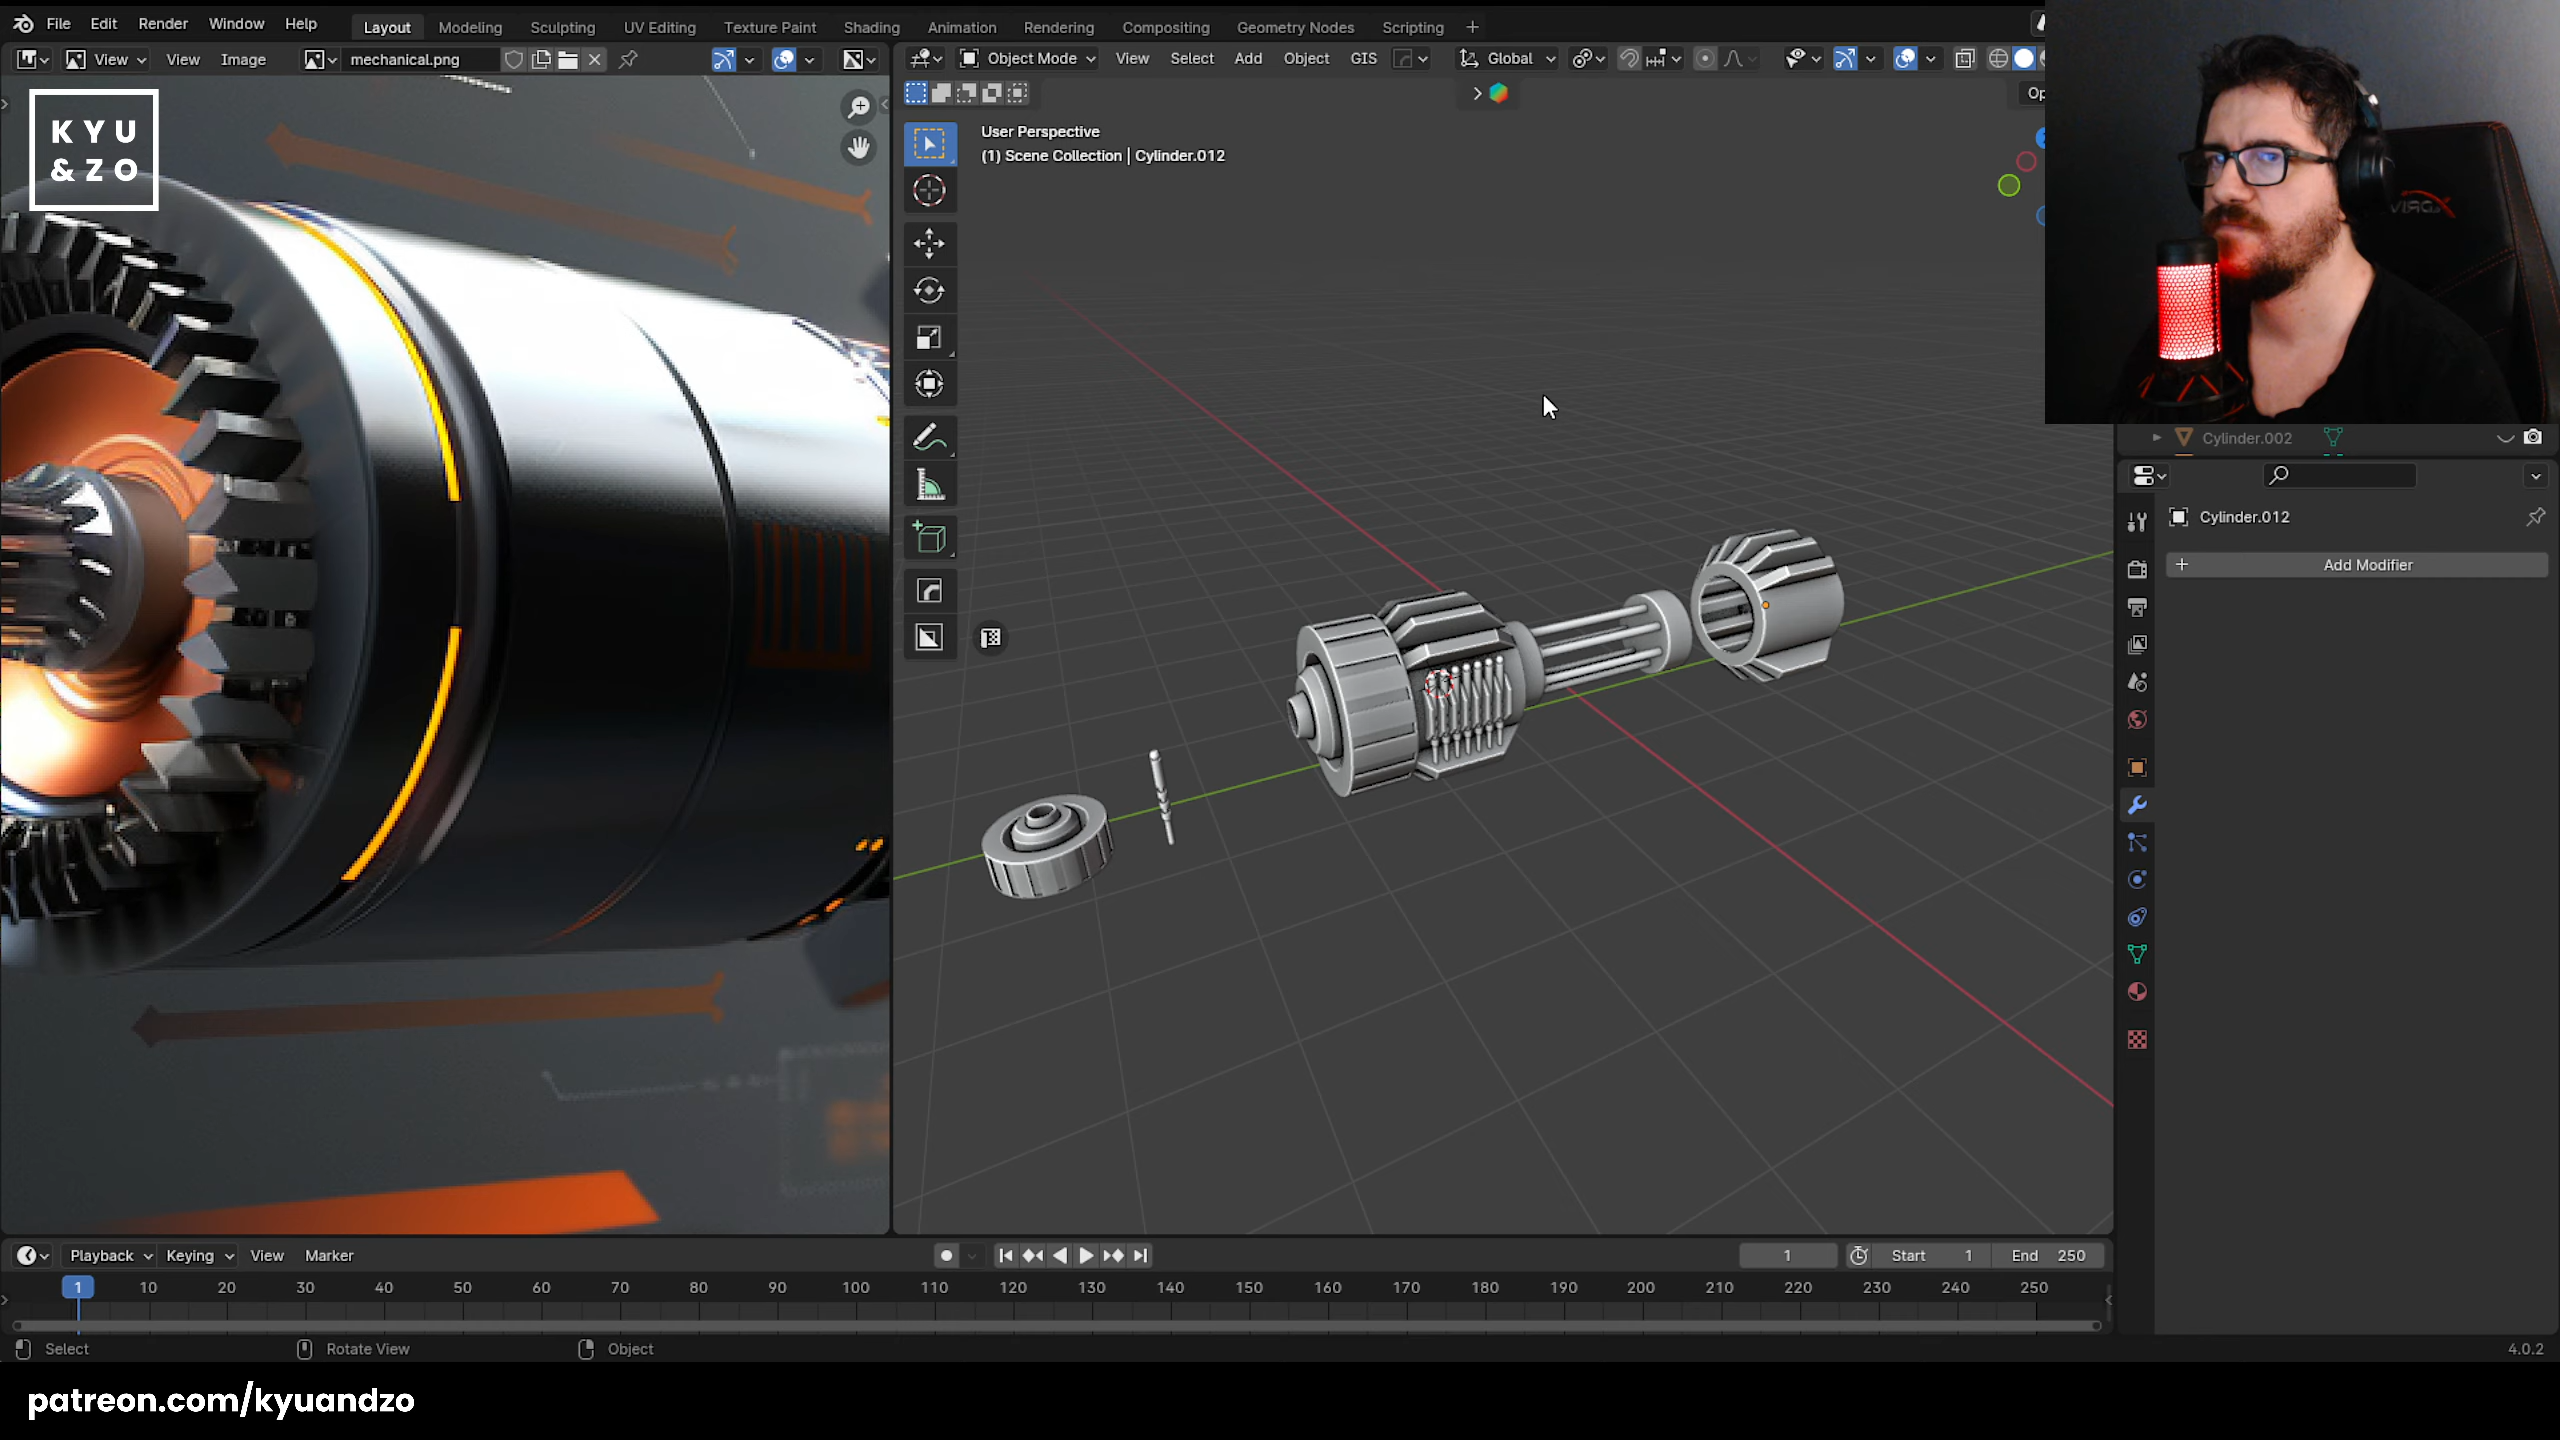 File Edit Render Window Help Layout Modeling Sculpting UV Editing Texture Paint Shading Animation Rendering Compositing Geometry Nodes Scripting +
View View Image mechanical.png
Object Mode View Select Add Object GIS Global
KYU
&ZO
User Perspective
(1) Scene Collection | Cylinder.012
Cylinder.002
Cylinder.012
+ Add Modifier
Playback Keying View Marker 1 Start 1 End 250
1 10 20 30 40 50 60 70 80 90 100 110 120 130 140 150 160 170 180 190 200 210 220 230 240 250
Select Rotate View Object 4.0.2
patreon.com/kyuandzo